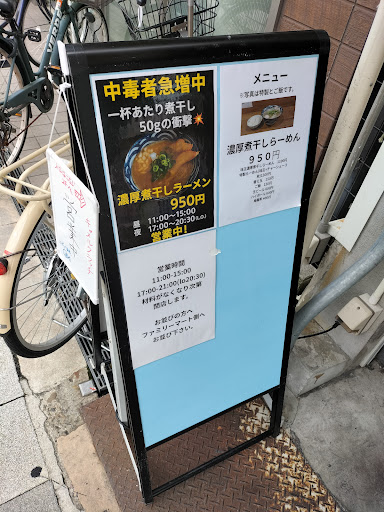 中毒者急増中
一杯あたり煮干し
50gの衝撃
濃厚煮干しラーメン
950円
昼 11:00〜15:00
夜 17:00〜20:30(L.O.)
営業中!
メニュー
※写真は特製とご飯です。
濃厚煮干しらーめん
950円
営業時間
11:00-15:00
17:00-21:00(lo20:30)
材料がなくなり次第
閉店します。
お並びの方へ
ファミリーマート側へ
お並び下さい。